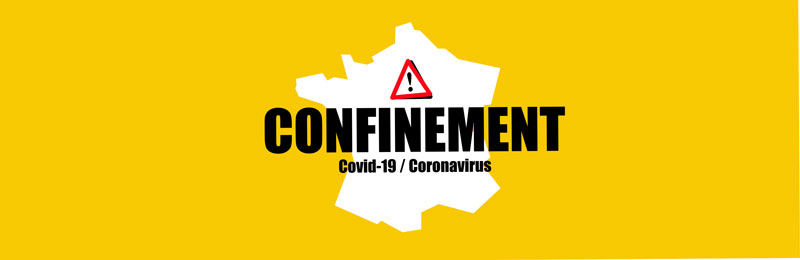 !
CONFINEMENT
Covid-19 / Coronavirus